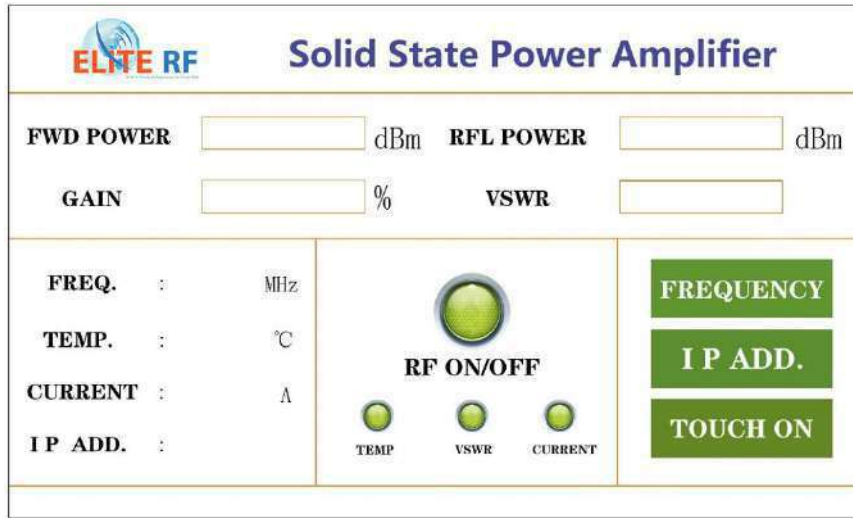 ELITE RF
Solid State Power Amplifier
FWD POWER dBm RFL POWER dBm
GAIN % VSWR
FREQ. : MHz
TEMP. : ℃
CURRENT : A
I P ADD. :
RF ON/OFF
TEMP VSWR CURRENT
FREQUENCY
I P ADD.
TOUCH ON